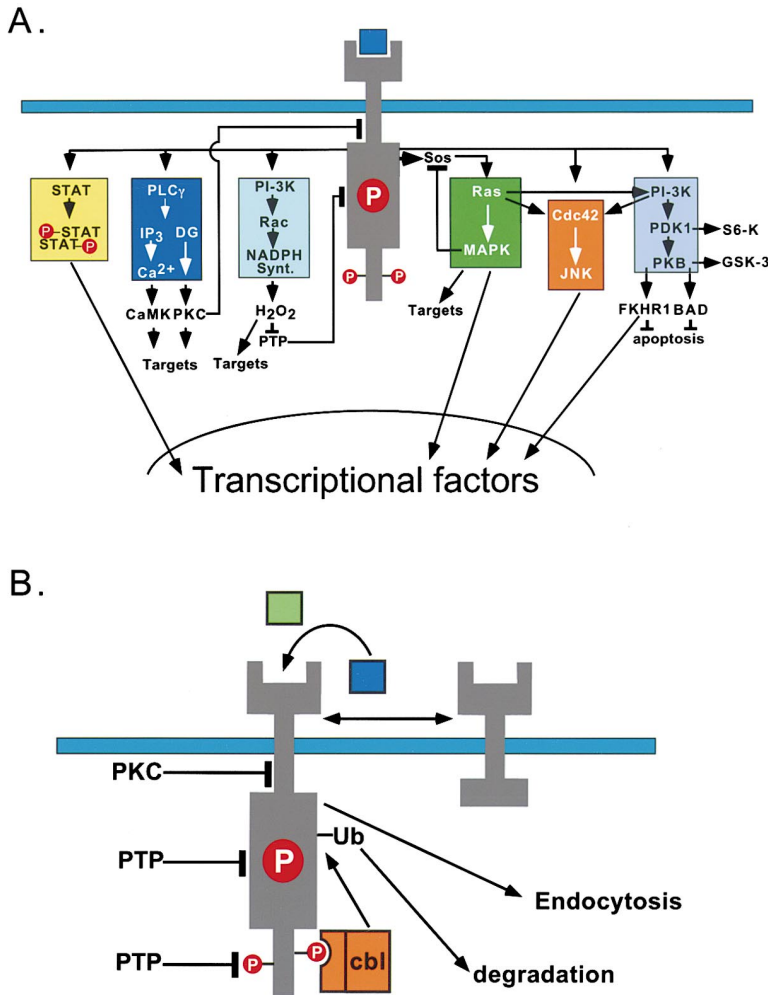 A.
P
Sos
STAT
P-STAT
STAT-P
PLCγ
IP3 DG
Ca2+
PI-3K
Rac
NADPH
Synt.
Ras
MAPK
Cdc42
JNK
PI-3K
PDK1
PKB
S6-K
GSK-3
P P
CaMK PKC
Targets
H2O2
PTP
Targets
Targets
FKHR1 BAD
apoptosis
Transcriptional factors
B.
PKC
PTP
P
Ub
Endocytosis
PTP
P
P
cbl
degradation